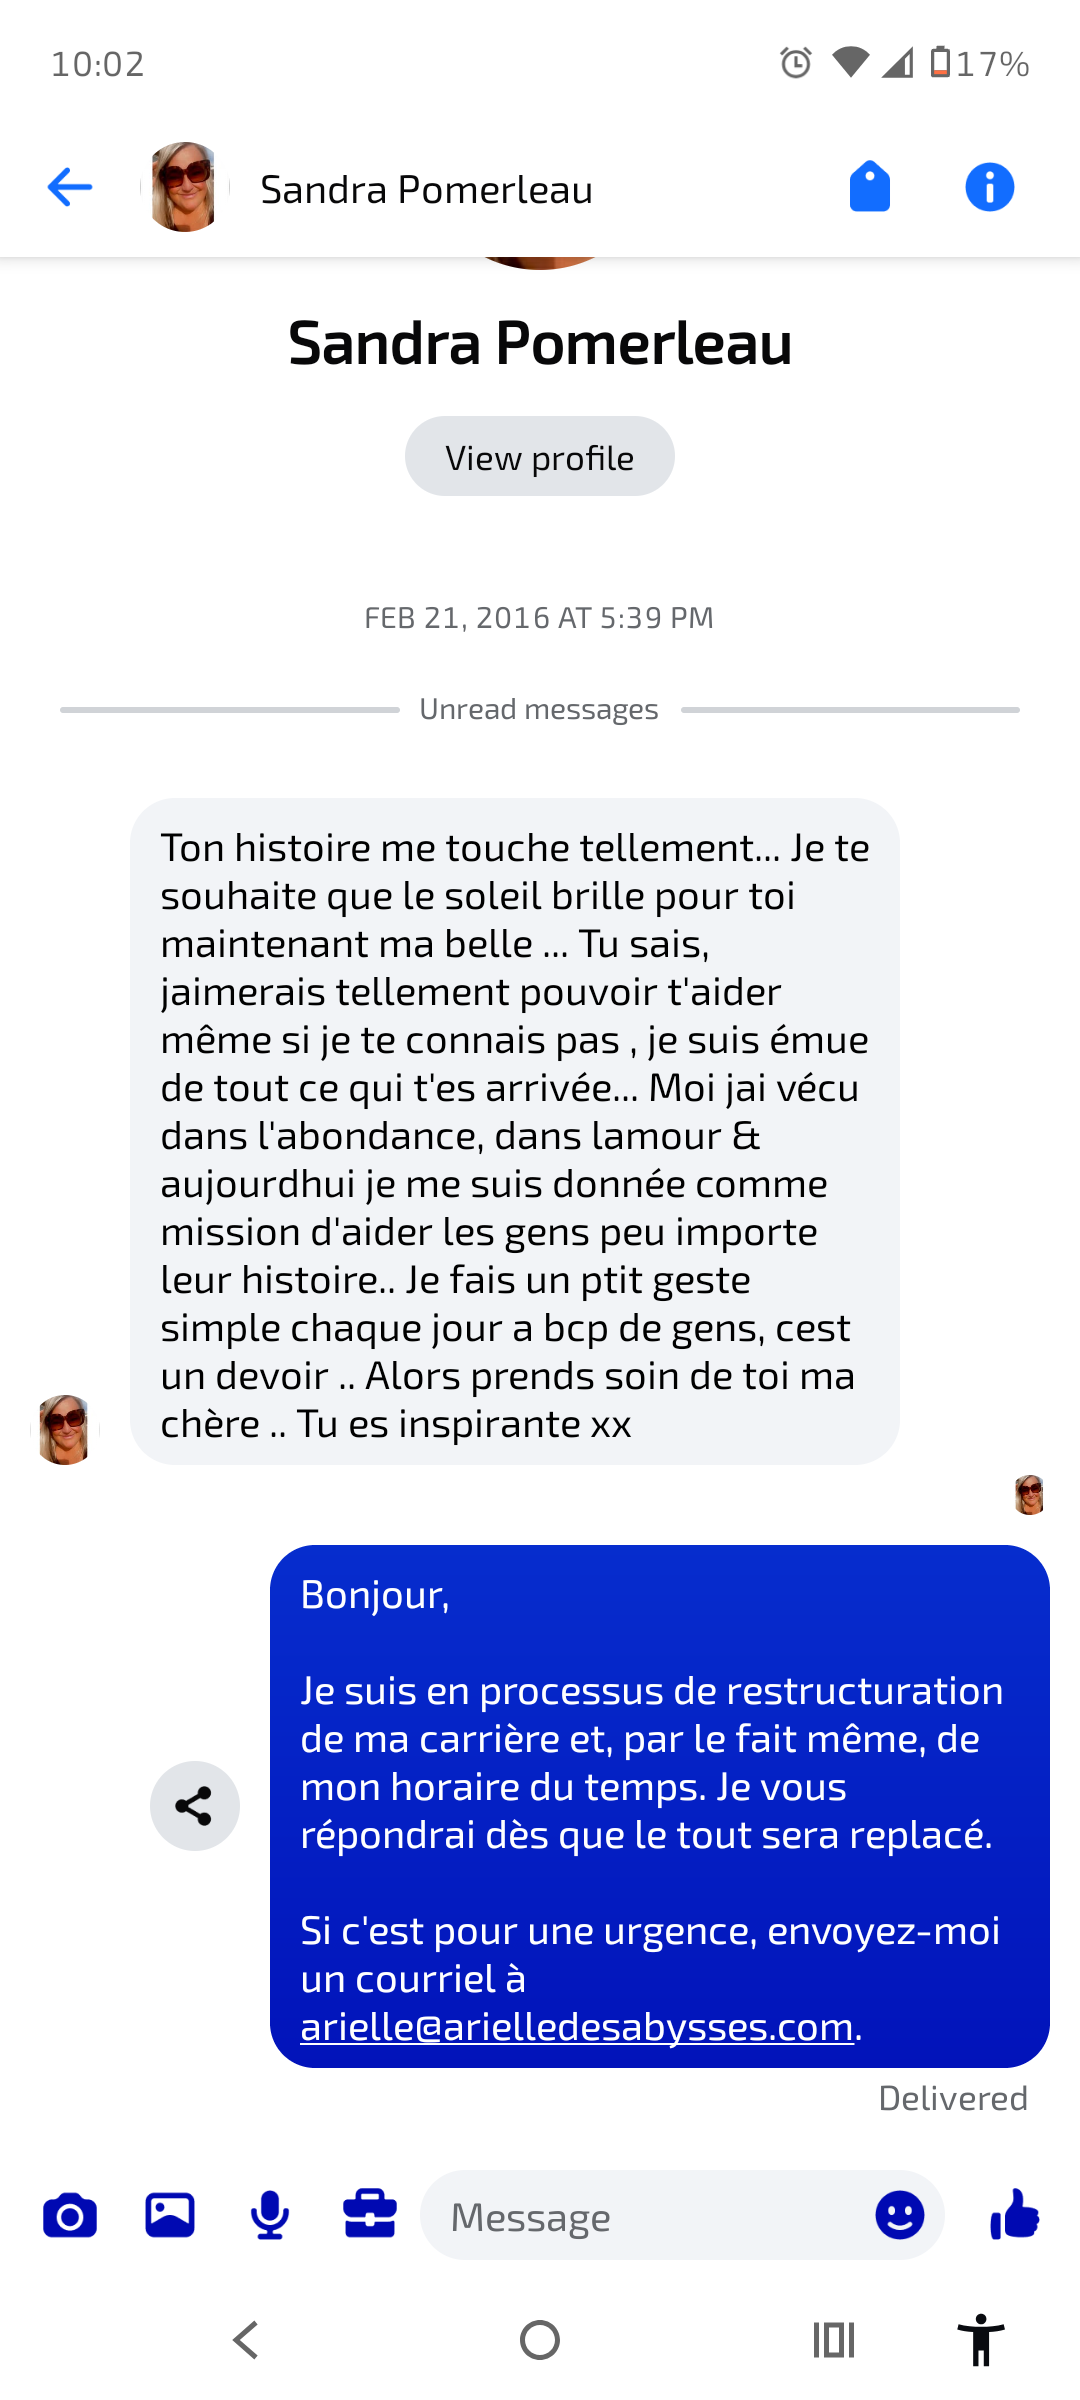 10:02
17%
Sandra Pomerleau
Sandra Pomerleau
View profile
FEB 21, 2016 AT 5:39 PM
Unread messages
Ton histoire me touche tellement... Je te
souhaite que le soleil brille pour toi
maintenant ma belle ... Tu sais,
jaimerais tellement pouvoir t'aider
même si je te connais pas , je suis émue
de tout ce qui t'es arrivée... Moi jai vécu
dans l'abondance, dans lamour &
aujourdhui je me suis donnée comme
mission d'aider les gens peu importe
leur histoire.. Je fais un ptit geste
simple chaque jour a bcp de gens, cest
un devoir .. Alors prends soin de toi ma
chère .. Tu es inspirante xx
Bonjour,
Je suis en processus de restructuration
de ma carrière et, par le fait même, de
mon horaire du temps. Je vous
répondrai dès que le tout sera replacé.
Si c'est pour une urgence, envoyez-moi
un courriel à
arielle@arielledesabysses.com.
Delivered
Message